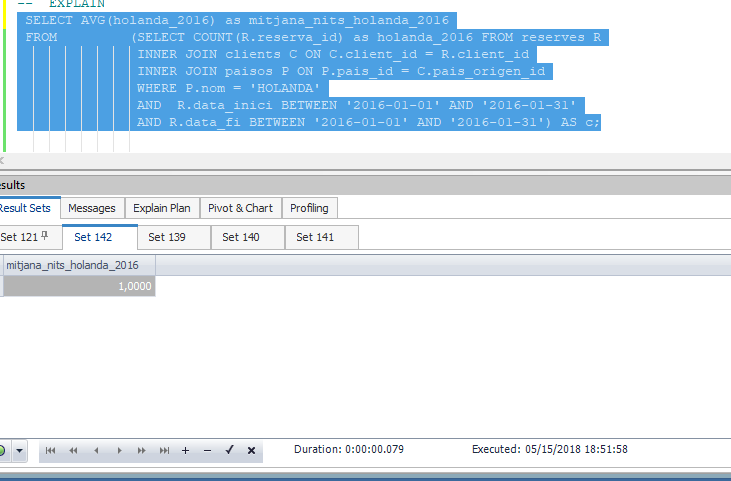 -- EXPLAIN
SELECT AVG(holanda_2016) as mitjana_nits_holanda_2016
FROM (SELECT COUNT(R.reserva_id) as holanda_2016 FROM reserves R
INNER JOIN clients C ON C.client_id = R.client_id
INNER JOIN paisos P ON P.pais_id = C.pais_origen_id
WHERE P.nom = 'HOLANDA'
AND R.data_inici BETWEEN '2016-01-01' AND '2016-01-31'
AND R.data_fi BETWEEN '2016-01-01' AND '2016-01-31') AS c;
esults
Result Sets Messages Explain Plan Pivot & Chart Profiling
Set 121 Set 142 Set 139 Set 140 Set 141
mitjana_nits_holanda_2016
1,0000
Duration: 0:00:00.079 Executed: 05/15/2018 18:51:58